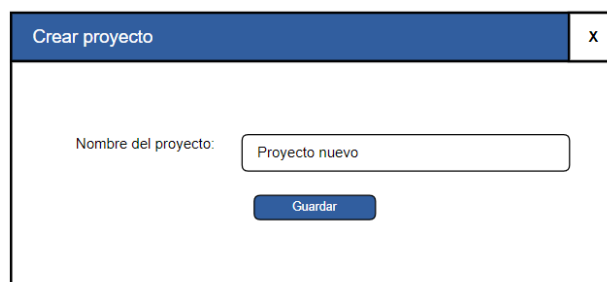 Crear proyecto
X
Nombre del proyecto:
Proyecto nuevo
Guardar